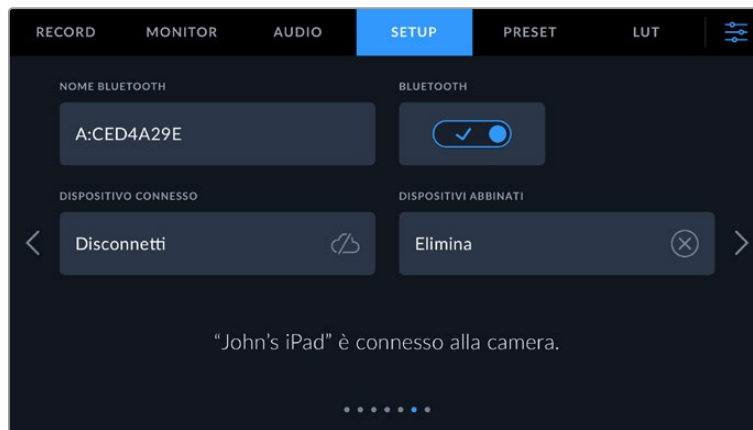 RECORD MONITOR AUDIO SETUP PRESET LUT
NOME BLUETOOTH BLUETOOTH
A:CED4A29E
DISPOSITIVO CONNESSO DISPOSITIVI ABBINATI
Disconnetti Elimina
“John’s iPad” è connesso alla camera.